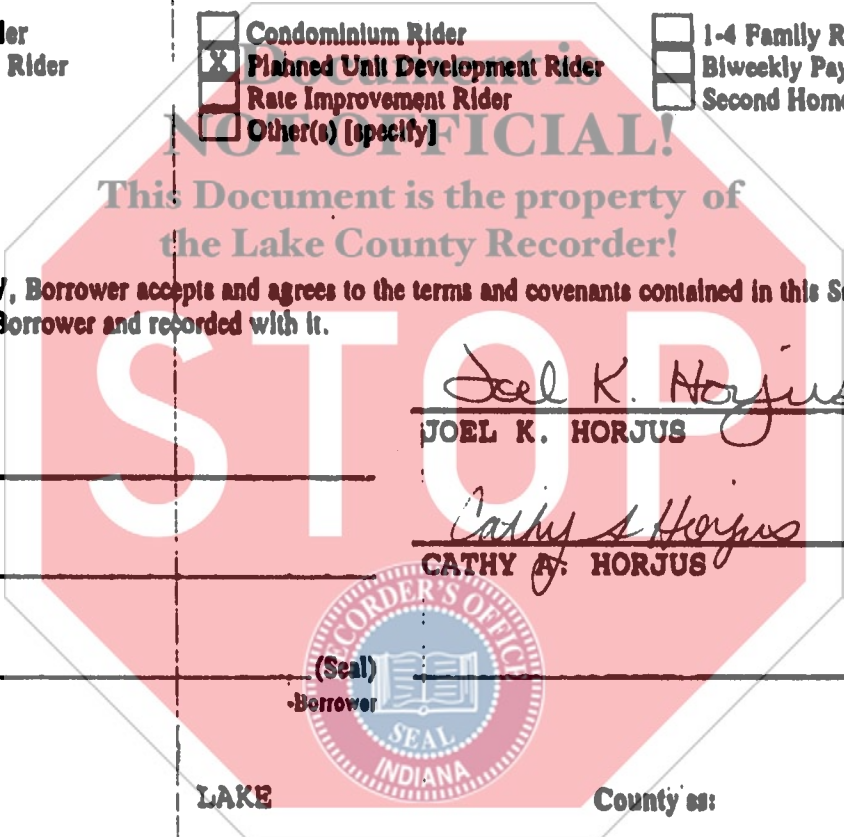 ler
Condominium Rider
1-4 Family R
Rider
X Planned Unit Development Rider
Biweekly Pay
Rate Improvement Rider
Second Home
Other(s) [specify]
Document is
NOT OFFICIAL!
This Document is the property of
the Lake County Recorder!
, Borrower accepts and agrees to the terms and covenants contained in this S
Borrower and recorded with it.
STOP
Joel K. Horjus
JOEL K. HORJUS
Cathy A Horjus
CATHY A. HORJUS
RECORDER'S OFFICE
(Seal)
-Borrower
SEAL
INDIANA
LAKE
County ss: